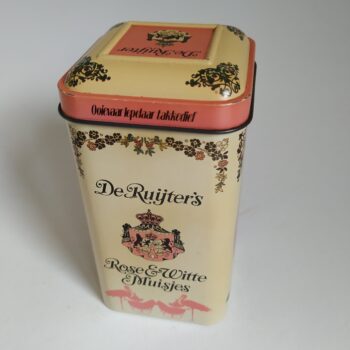 De Ruijter
Ooievaar lepelaar takkedief
De Ruijter's
Rose & Witte
Muisjes